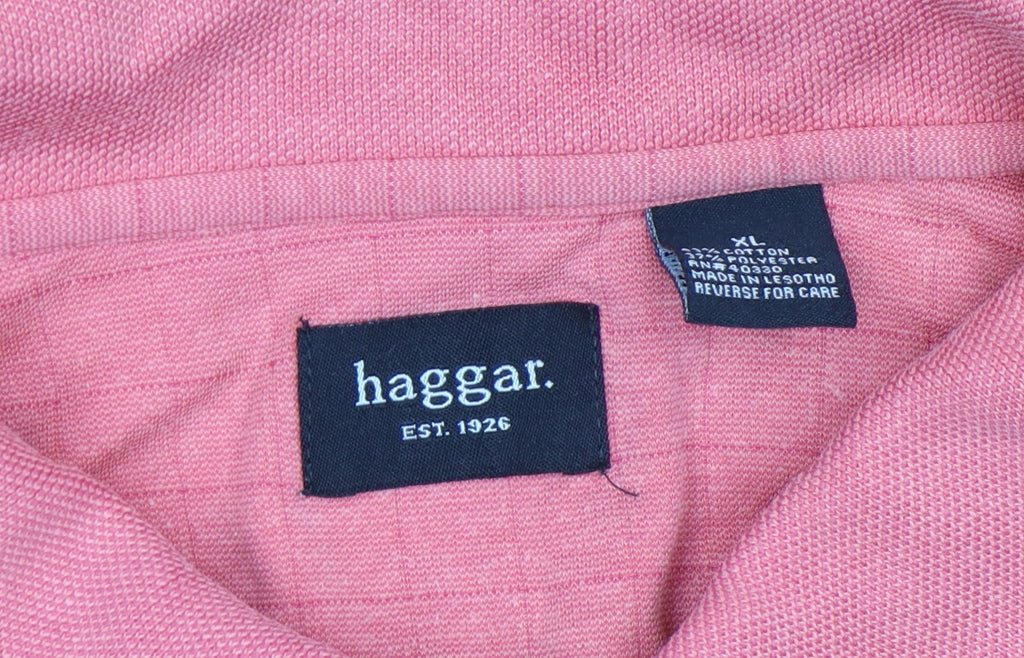 haggar.
EST. 1926
XL
COTTON
POLYESTER
RN#40330
MADE IN LESOTHO
REVERSE FOR CARE